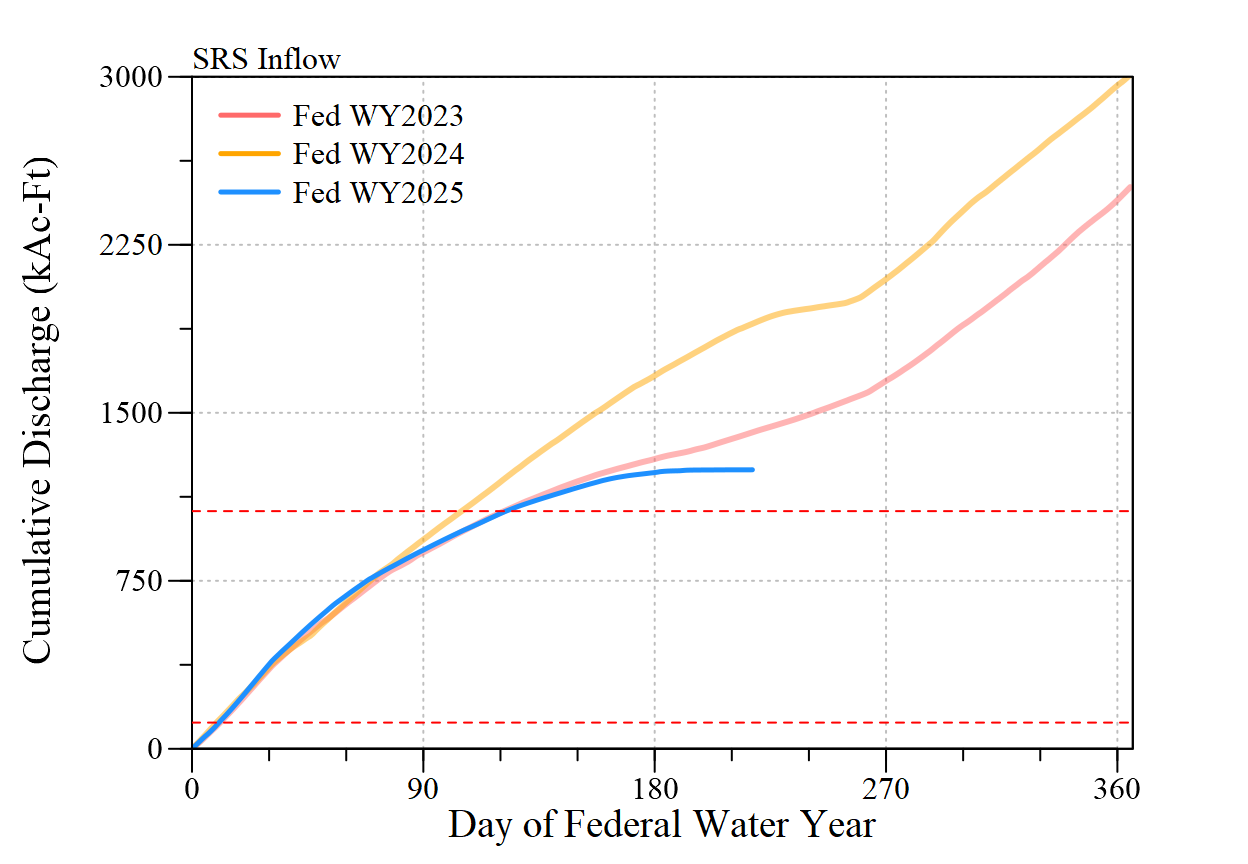 SRS Inflow
3000
2250
1500
750
0
Cumulative Discharge (kAc-Ft)
Fed WY2023
Fed WY2024
Fed WY2025
0 90 180 270 360
Day of Federal Water Year